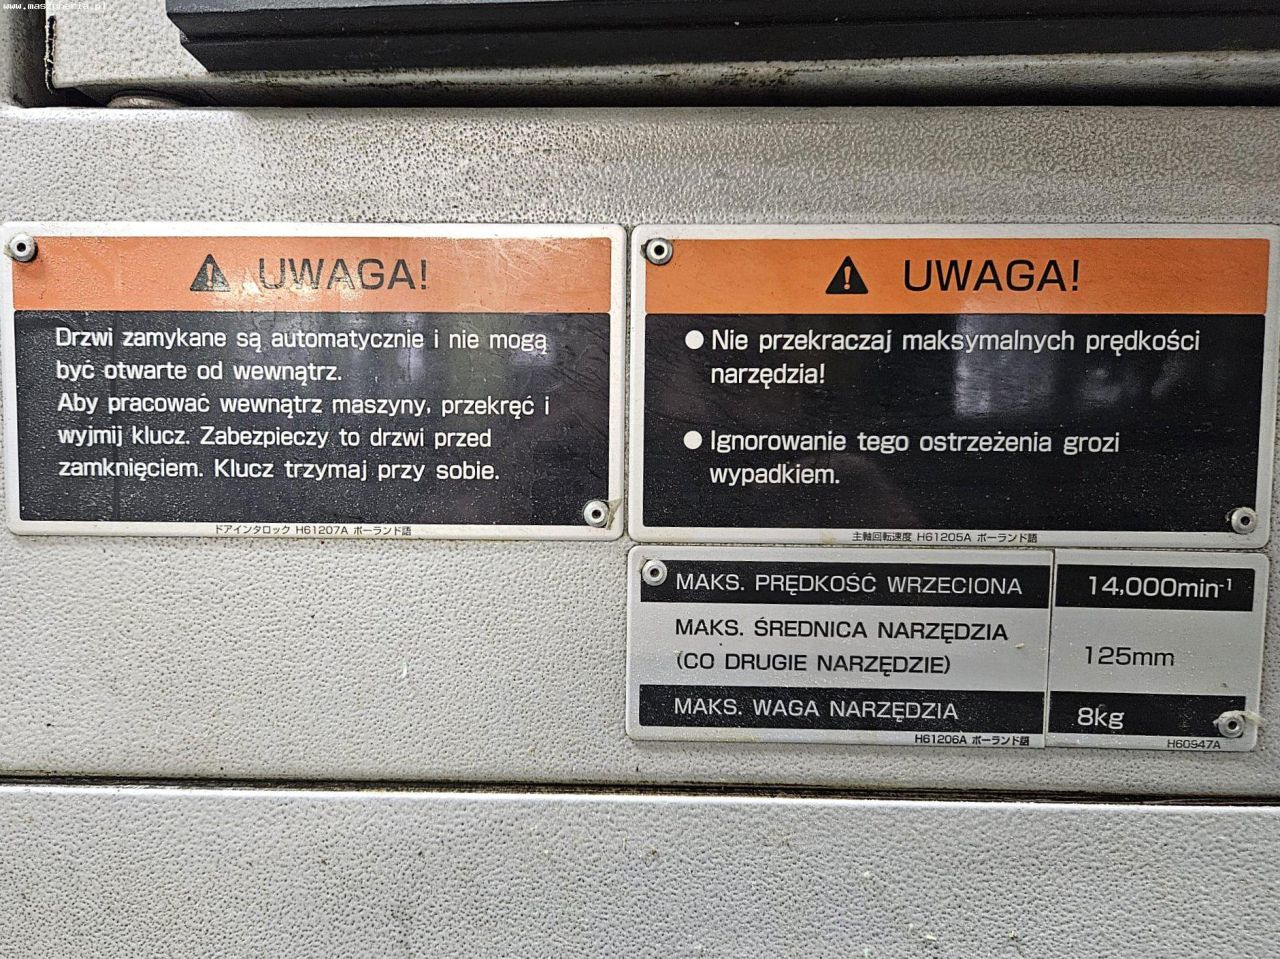 www.maszyneria.pl
UWAGA!
Drzwi zamykane są automatycznie i nie mogą
być otwarte od wewnątrz.
Aby pracować wewnątrz maszyny, przekręć i
wyjmij klucz. Zabezpieczy to drzwi przed
zamknięciem. Klucz trzymaj przy sobie.
ドアインタロック H61207A ポーランド語
UWAGA!
● Nie przekraczaj maksymalnych prędkości
narzędzia!
● Ignorowanie tego ostrzeżenia grozi
wypadkiem.
主軸回転速度 H61205A ポーランド語
MAKS. PRĘDKOŚĆ WRZECIONA 14,000min⁻¹
MAKS. ŚREDNICA NARZĘDZIA
(CO DRUGIE NARZĘDZIE) 125mm
MAKS. WAGA NARZĘDZIA 8kg
H61206A ポーランド語 H60947A